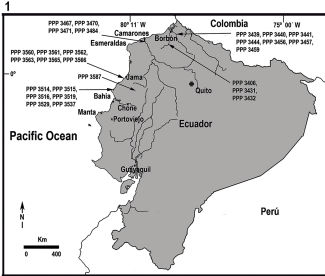 1
80° 11' W
75° 00' W
Colombia
PPP 3467, PPP 3470,
PPP 3471, PPP 3484
Camarones
Esmeraldas
Borbón
PPP 3439, PPP 3440, PPP 3441,
PPP 3444, PPP 3456, PPP 3457,
PPP 3459
PPP 3560, PPP 3561, PPP 3562,
PPP 3563, PPP 3565, PPP 3566
0°
PPP 3587
Jama
PPP 3406,
PPP 3431,
PPP 3432
Quito
PPP 3514, PPP 3515,
PPP 3516, PPP 3519,
PPP 3529, PPP 3537
Bahia
Chone
Manta
Portoviejo
Pacific Ocean
Ecuador
Guayaquil
Perú
N
Km
0 400